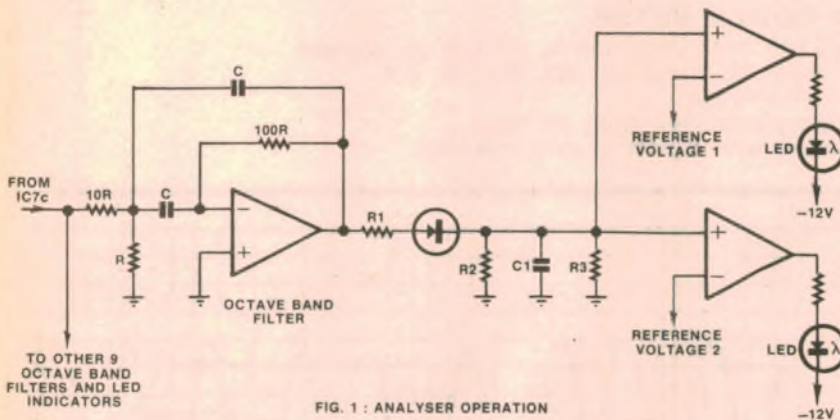 C
100R
FROM
IC7c
10R
C
R
−
+
OCTAVE BAND
FILTER
TO OTHER 9
OCTAVE BAND
FILTERS AND LED
INDICATORS
R1
R2
C1
R3
+
−
REFERENCE
VOLTAGE 1
LED
λ
−12V
+
−
REFERENCE
VOLTAGE 2
LED
λ
−12V
FIG. 1 : ANALYSER OPERATION